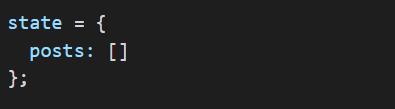 state = {
  posts: []
};